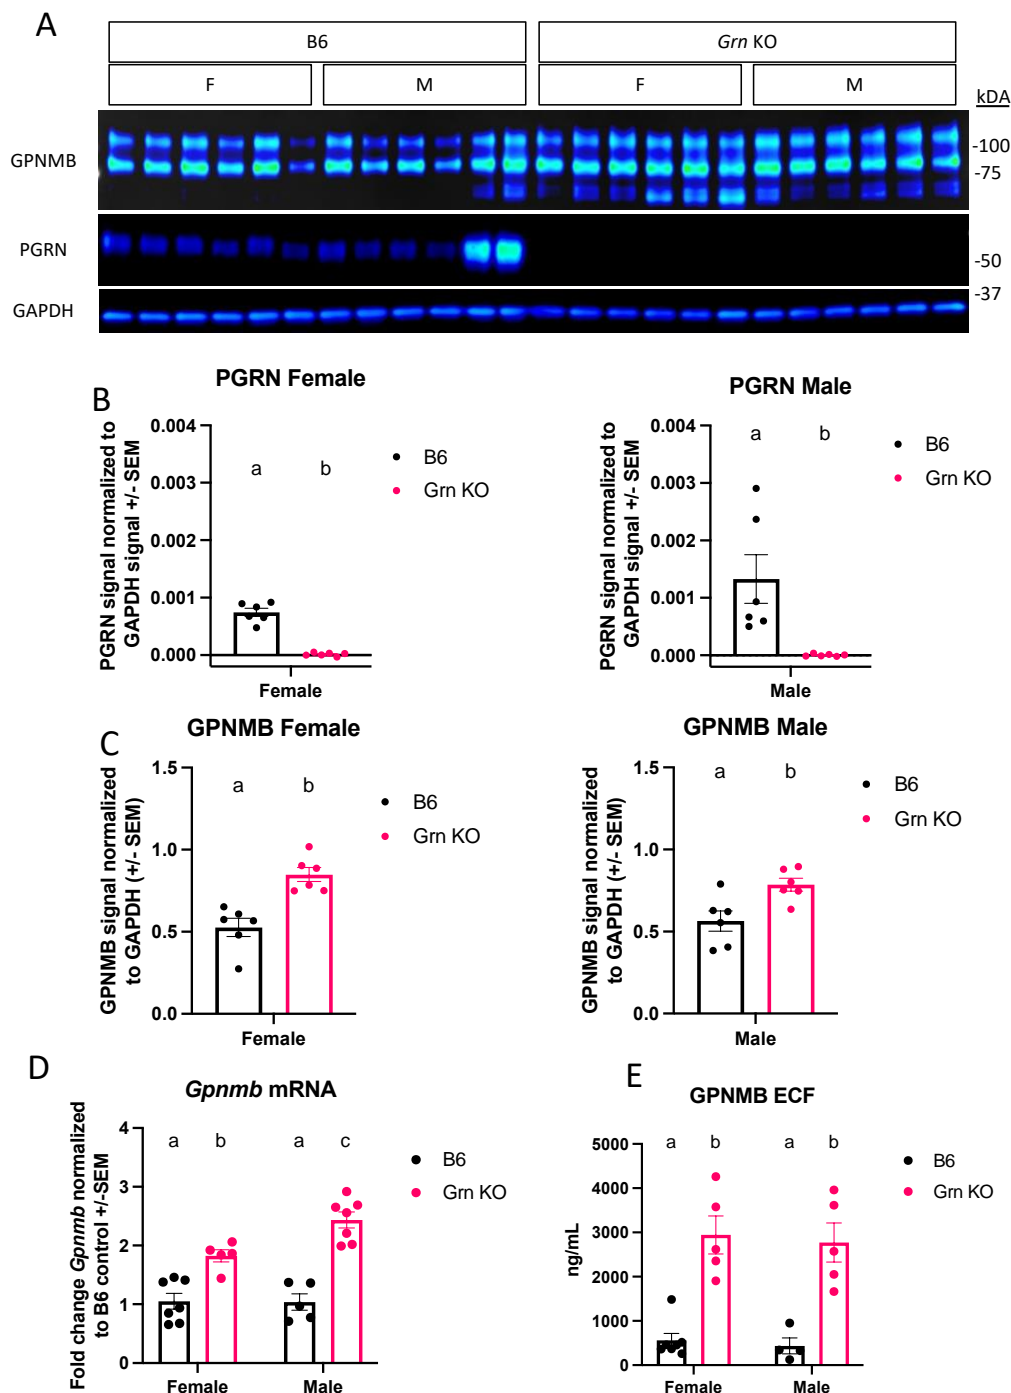 A
B6
Grn KO
F
M
F
M
kDA
GPNMB
-100
-75
PGRN
-50
-37
GAPDH
B
PGRN Female
PGRN signal normalized to
GAPDH signal +/- SEM
0.004
0.003
0.002
0.001
0.000
a
b
B6
Grn KO
Female
PGRN Male
PGRN signal normalized to
GAPDH signal +/- SEM
0.004
0.003
0.002
0.001
0.000
a
b
B6
Grn KO
Male
C
GPNMB Female
GPNMB signal normalized
to GAPDH (+/- SEM)
1.5
1.0
0.5
0.0
a
b
B6
Grn KO
Female
GPNMB Male
GPNMB signal normalized
to GAPDH (+/- SEM)
1.5
1.0
0.5
0.0
a
b
B6
Grn KO
Male
D
Gpnmb mRNA
Fold change Gpnmb normalized
to B6 control +/-SEM
4
3
2
1
0
a
b
a
c
B6
Grn KO
Female
Male
E
GPNMB ECF
ng/mL
5000
4000
3000
2000
1000
0
a
b
a
b
B6
Grn KO
Female
Male